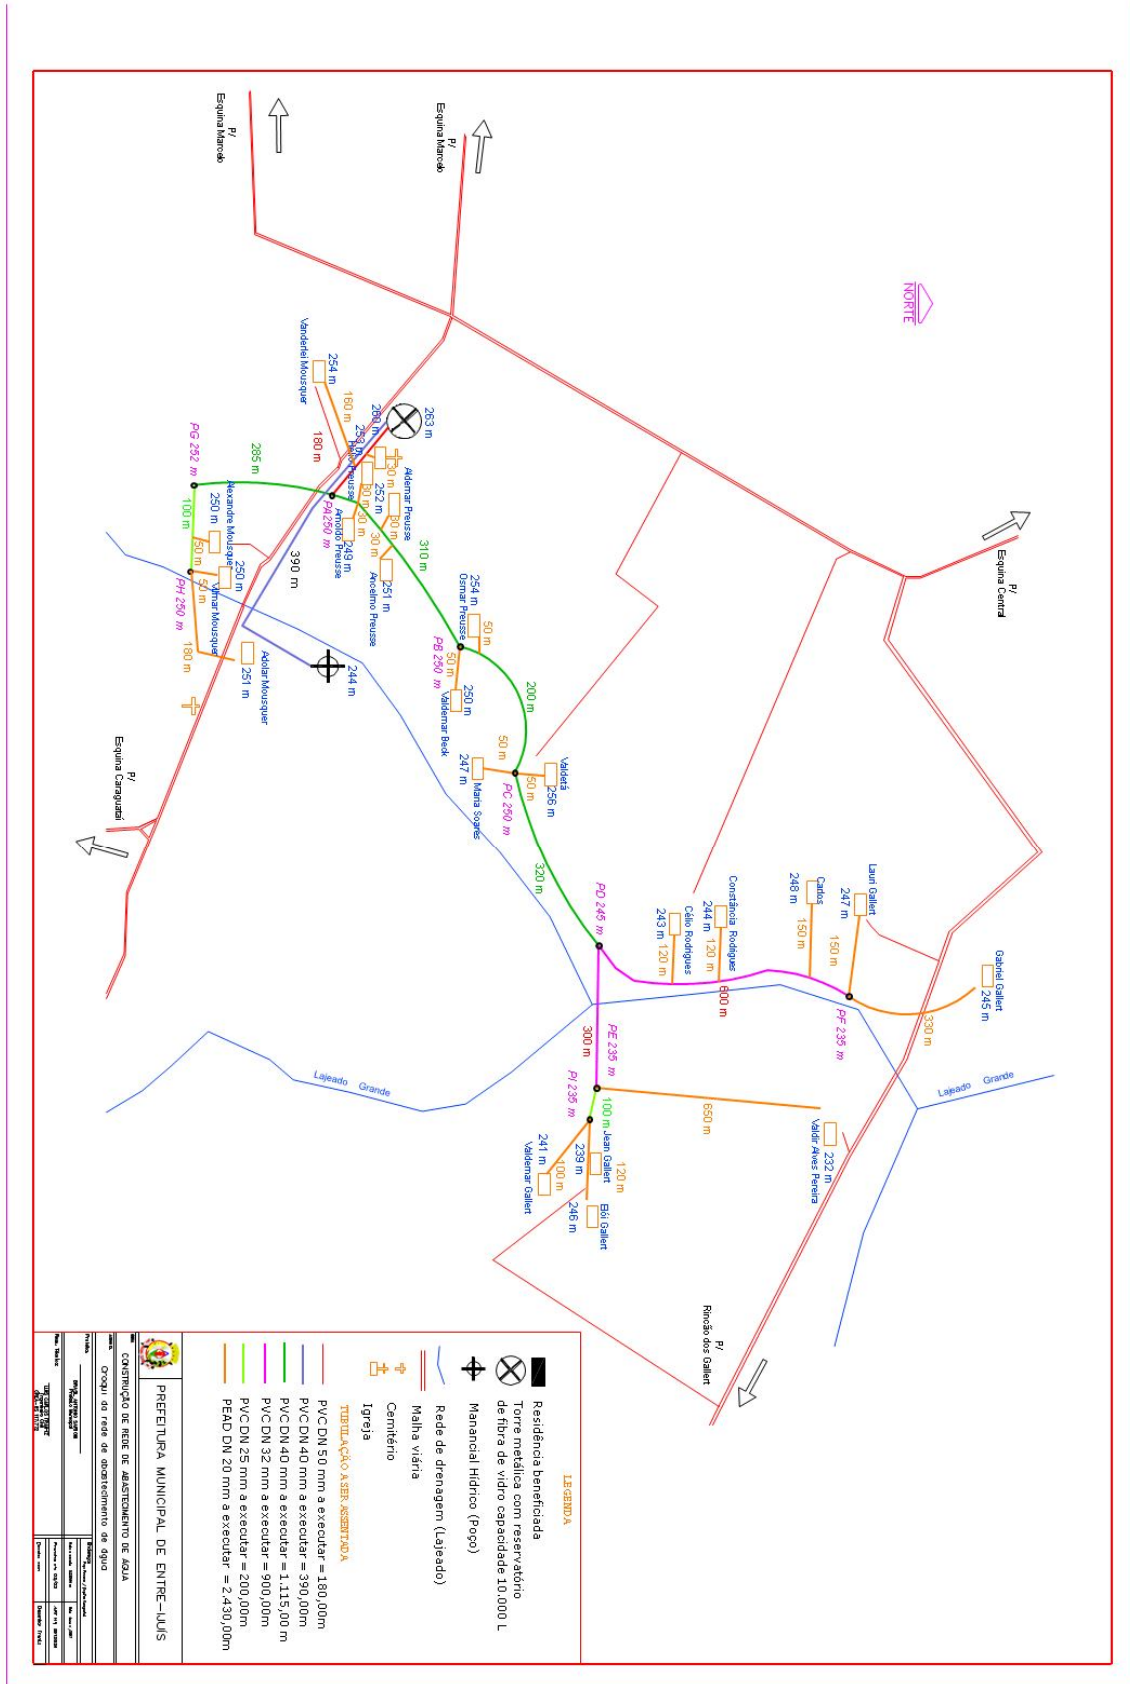 P/
Esquina Central
NORTE
P/
Esquina Marcelo
P/
Esquina Marcelo
Gabriel Gallert
245 m
330 m
Lauri Gallert
247 m
150 m
Carlos
248 m
150 m
PF 235 m
Lajeado Grande
Constância Rodrigues
244 m
120 m
Célio Rodrigues
243 m
120 m
600 m
Valdir Alves Pereira
232 m
650 m
P/
Rincão dos Gallert
PD 245 m
PE 235 m
300 m
PI 235 m
100 m
Jean Gallert
239 m
120 m
Elói Gallert
246 m
241 m
100 m
Valdemar Gallert
320 m
Valdetá
256 m
50 m
PC 250 m
50 m
247 m
Maria Soares
200 m
254 m
Osmar Preusse
50 m
PB 250 m
50 m
250 m
Valdemar Beck
310 m
263 m
260 m
Aldemar Preusse
252 m
30 m
30 m
30 m
30 m
253 m
Hélio Preusse
249 m
Arnoldo Preusse
251 m
Ancelmo Preusse
PA 250 m
254 m
Vanderlei Mousquer
160 m
180 m
390 m
244 m
285 m
PG 252 m
100 m
Alexandre Mousquer
250 m
50 m
250 m
Vilmar Mousquer
50 m
PH 250 m
180 m
Adolar Mousquer
251 m
P/
Esquina Caraguataí
Lajeado Grande
LEGENDA
Residência beneficiada
Torre metálica com reservatório
de fibra de vidro capacidade 10.000 L
Manancial Hídrico (Poço)
Rede de drenagem (Lajeado)
Malha viária
Cemitério
Igreja
TUBULAÇÃO A SER ASSENTADA
PVC DN 50 mm a executar = 180,00m
PVC DN 40 mm a executar = 390,00m
PVC DN 40 mm a executar = 1.115,00 m
PVC DN 32 mm a executar = 900,00m
PVC DN 25 mm a executar = 200,00m
PEAD DN 20 mm a executar = 2.430,00m
PREFEITURA MUNICIPAL DE ENTRE-IJUÍS
CONSTRUÇÃO DE REDE DE ABASTECIMENTO DE ÁGUA
Croqui da rede de abastecimento de água